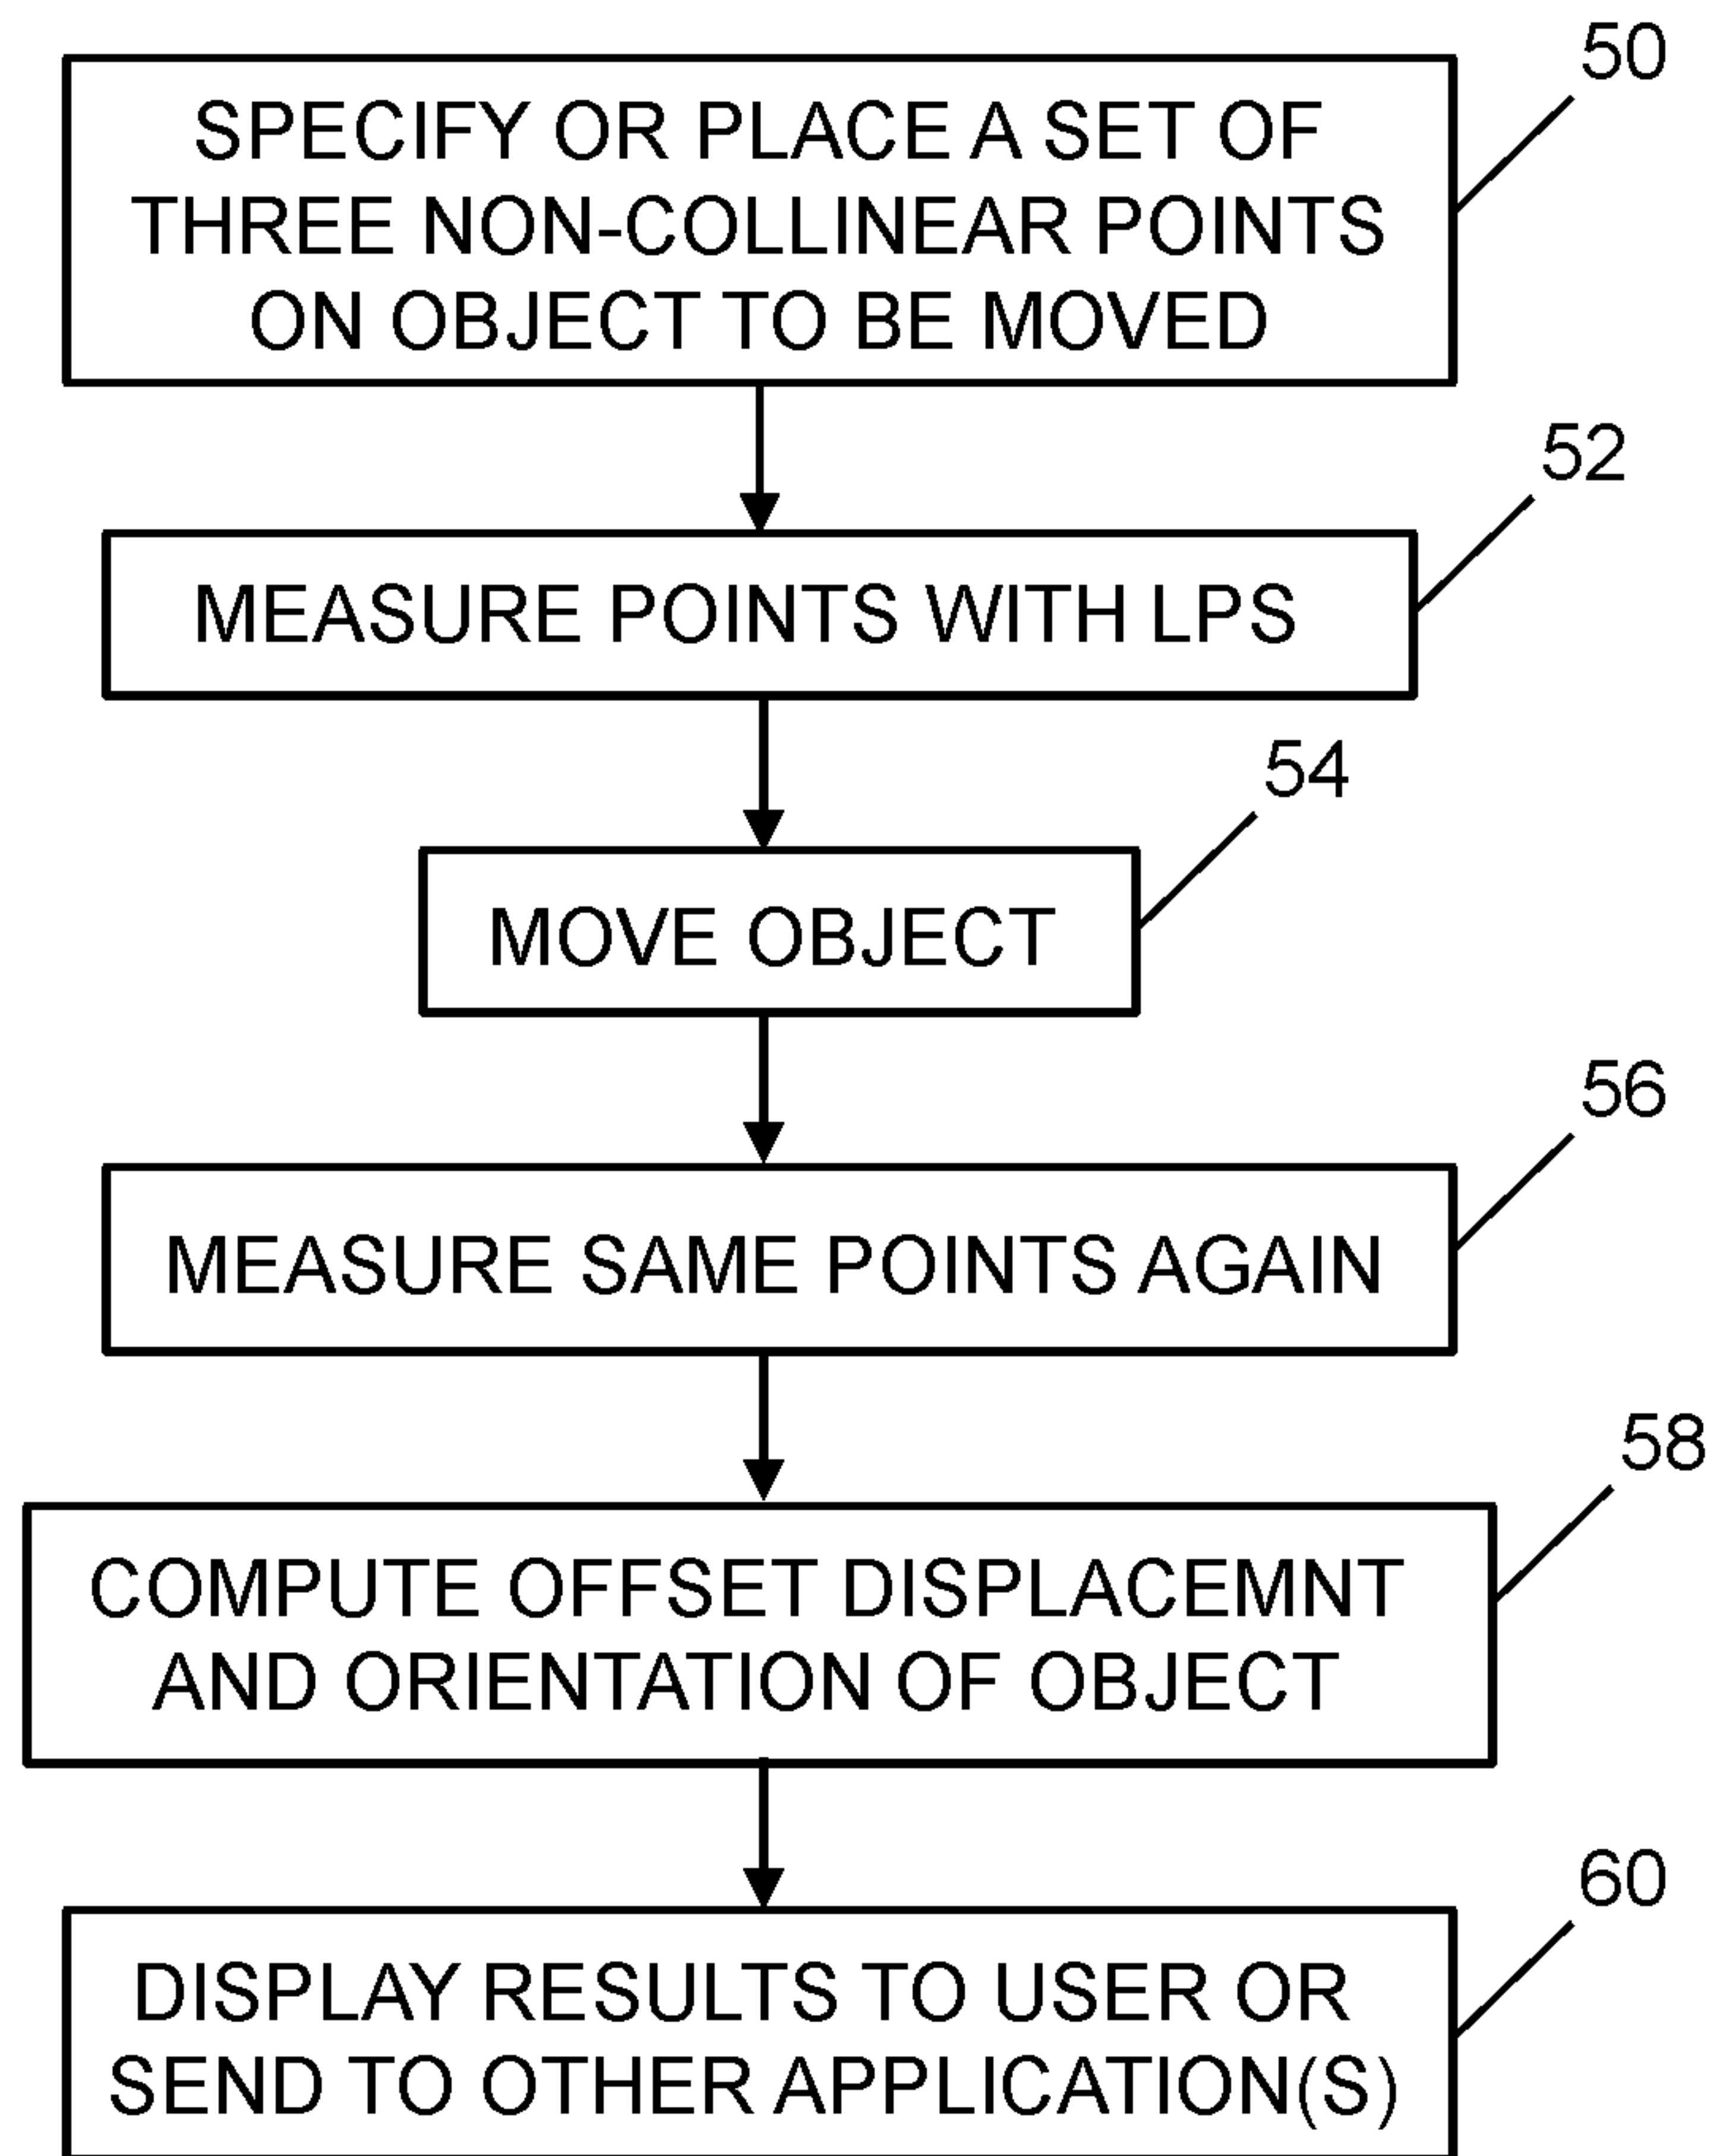 50
SPECIFY OR PLACE A SET OF
THREE NON-COLLINEAR POINTS
ON OBJECT TO BE MOVED
52
MEASURE POINTS WITH LPS
54
MOVE OBJECT
56
MEASURE SAME POINTS AGAIN
58
COMPUTE OFFSET DISPLACEMNT
AND ORIENTATION OF OBJECT
60
DISPLAY RESULTS TO USER OR
SEND TO OTHER APPLICATION(S)